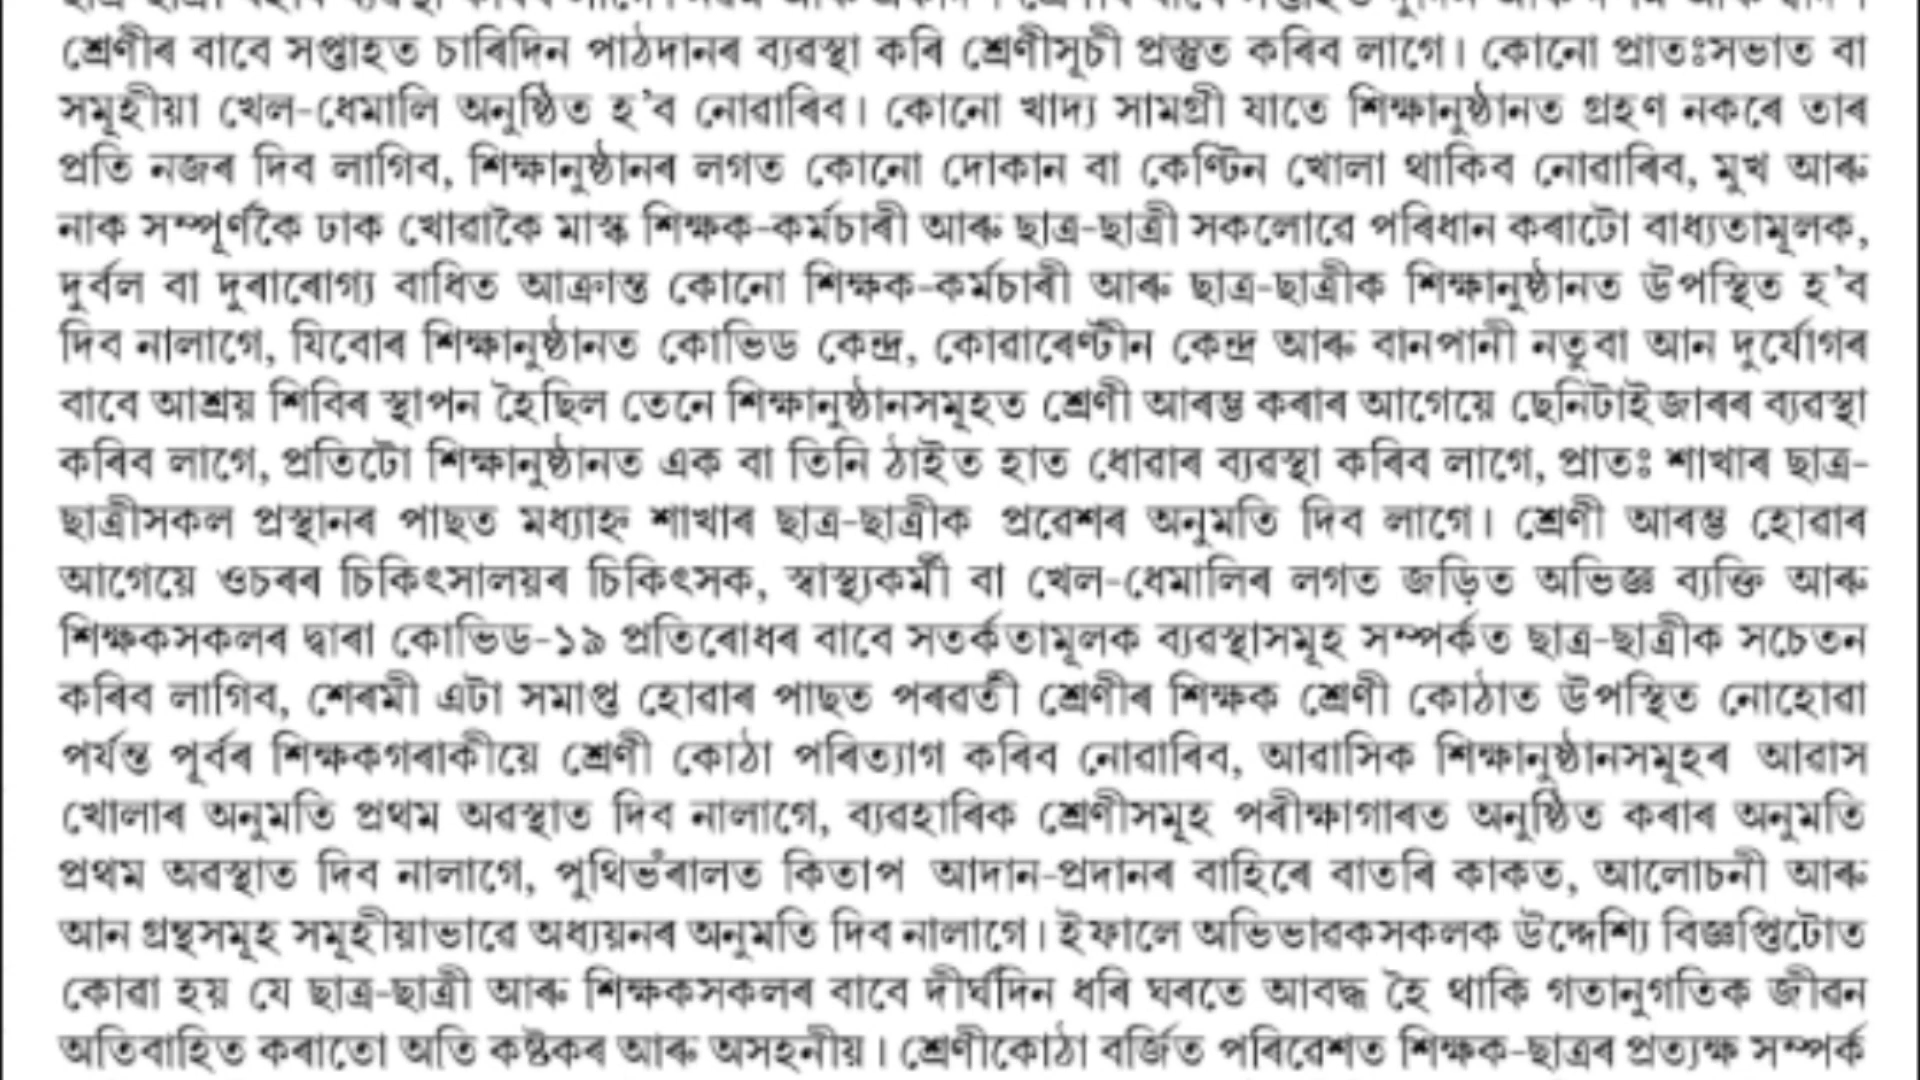 শ্ৰেণীৰ বাবে সপ্তাহত চাৰিদিন পাঠদানৰ ব্যৱস্থা কৰি শ্ৰেণীসূচী প্ৰস্তুত কৰিব লাগে। কোনো প্ৰাতঃসভাত বা
সমূহীয়া খেল-ধেমালি অনুষ্ঠিত হ'ব নোৱাৰিব। কোনো খাদ্য সামগ্ৰী যাতে শিক্ষানুষ্ঠানত গ্ৰহণ নকৰে তাৰ
প্ৰতি নজৰ দিব লাগিব, শিক্ষানুষ্ঠানৰ লগত কোনো দোকান বা কেণ্টিন খোলা থাকিব নোৱাৰিব, মুখ আৰু
নাক সম্পূৰ্ণকৈ ঢাক খোৱাকৈ মাস্ক শিক্ষক-কৰ্মচাৰী আৰু ছাত্ৰ-ছাত্ৰী সকলোৱে পৰিধান কৰাটো বাধ্যতামূলক,
দুৰ্বল বা দুৰাৰোগ্য বাধিত আক্ৰান্ত কোনো শিক্ষক-কৰ্মচাৰী আৰু ছাত্ৰ-ছাত্ৰীক শিক্ষানুষ্ঠানত উপস্থিত হ'ব
দিব নালাগে, যিবোৰ শিক্ষানুষ্ঠানত কোভিড কেন্দ্ৰ, কোৱাৰেণ্টীন কেন্দ্ৰ আৰু বানপানী নতুবা আন দুৰ্যোগৰ
বাবে আশ্ৰয় শিবিৰ স্থাপন হৈছিল তেনে শিক্ষানুষ্ঠানসমূহত শ্ৰেণী আৰম্ভ কৰাৰ আগেয়ে ছেনিটাইজাৰৰ ব্যৱস্থা
কৰিব লাগে, প্ৰতিটো শিক্ষানুষ্ঠানত এক বা তিনি ঠাইত হাত ধোৱাৰ ব্যৱস্থা কৰিব লাগে, প্ৰাতঃ শাখাৰ ছাত্ৰ-
ছাত্ৰীসকল প্ৰস্থানৰ পাছত মধ্যাহ্ন শাখাৰ ছাত্ৰ-ছাত্ৰীক প্ৰৱেশৰ অনুমতি দিব লাগে। শ্ৰেণী আৰম্ভ হোৱাৰ
আগেয়ে ওচৰৰ চিকিৎসালয়ৰ চিকিৎসক, স্বাস্থ্যকৰ্মী বা খেল-ধেমালিৰ লগত জড়িত অভিজ্ঞ ব্যক্তি আৰু
শিক্ষকসকলৰ দ্বাৰা কোভিড-১৯ প্ৰতিৰোধৰ বাবে সতৰ্কতামূলক ব্যৱস্থাসমূহ সম্পৰ্কত ছাত্ৰ-ছাত্ৰীক সচেতন
কৰিব লাগিব, শেৰমী এটা সমাপ্ত হোৱাৰ পাছত পৰৱৰ্তী শ্ৰেণীৰ শিক্ষক শ্ৰেণী কোঠাত উপস্থিত নোহোৱা
পৰ্যন্ত পূৰ্বৰ শিক্ষকগৰাকীয়ে শ্ৰেণী কোঠা পৰিত্যাগ কৰিব নোৱাৰিব, আৱাসিক শিক্ষানুষ্ঠানসমূহৰ আৱাস
খোলাৰ অনুমতি প্ৰথম অৱস্থাত দিব নালাগে, ব্যৱহাৰিক শ্ৰেণীসমূহ পৰীক্ষাগাৰত অনুষ্ঠিত কৰাৰ অনুমতি
প্ৰথম অৱস্থাত দিব নালাগে, পুথিভঁৰালত কিতাপ আদান-প্ৰদানৰ বাহিৰে বাতৰি কাকত, আলোচনী আৰু
আন গ্ৰন্থসমূহ সমূহীয়াভাৱে অধ্যয়নৰ অনুমতি দিব নালাগে। ইফালে অভিভাৱকসকলক উদ্দেশ্যি বিজ্ঞপ্তিটোত
কোৱা হয় যে ছাত্ৰ-ছাত্ৰী আৰু শিক্ষকসকলৰ বাবে দীৰ্ঘদিন ধৰি ঘৰতে আবদ্ধ হৈ থাকি গতানুগতিক জীৱন
অতিবাহিত কৰাতো অতি কষ্টকৰ আৰু অসহনীয়। শ্ৰেণীকোঠা বৰ্জিত পৰিৱেশত শিক্ষক-ছাত্ৰৰ প্ৰত্যক্ষ সম্পৰ্ক